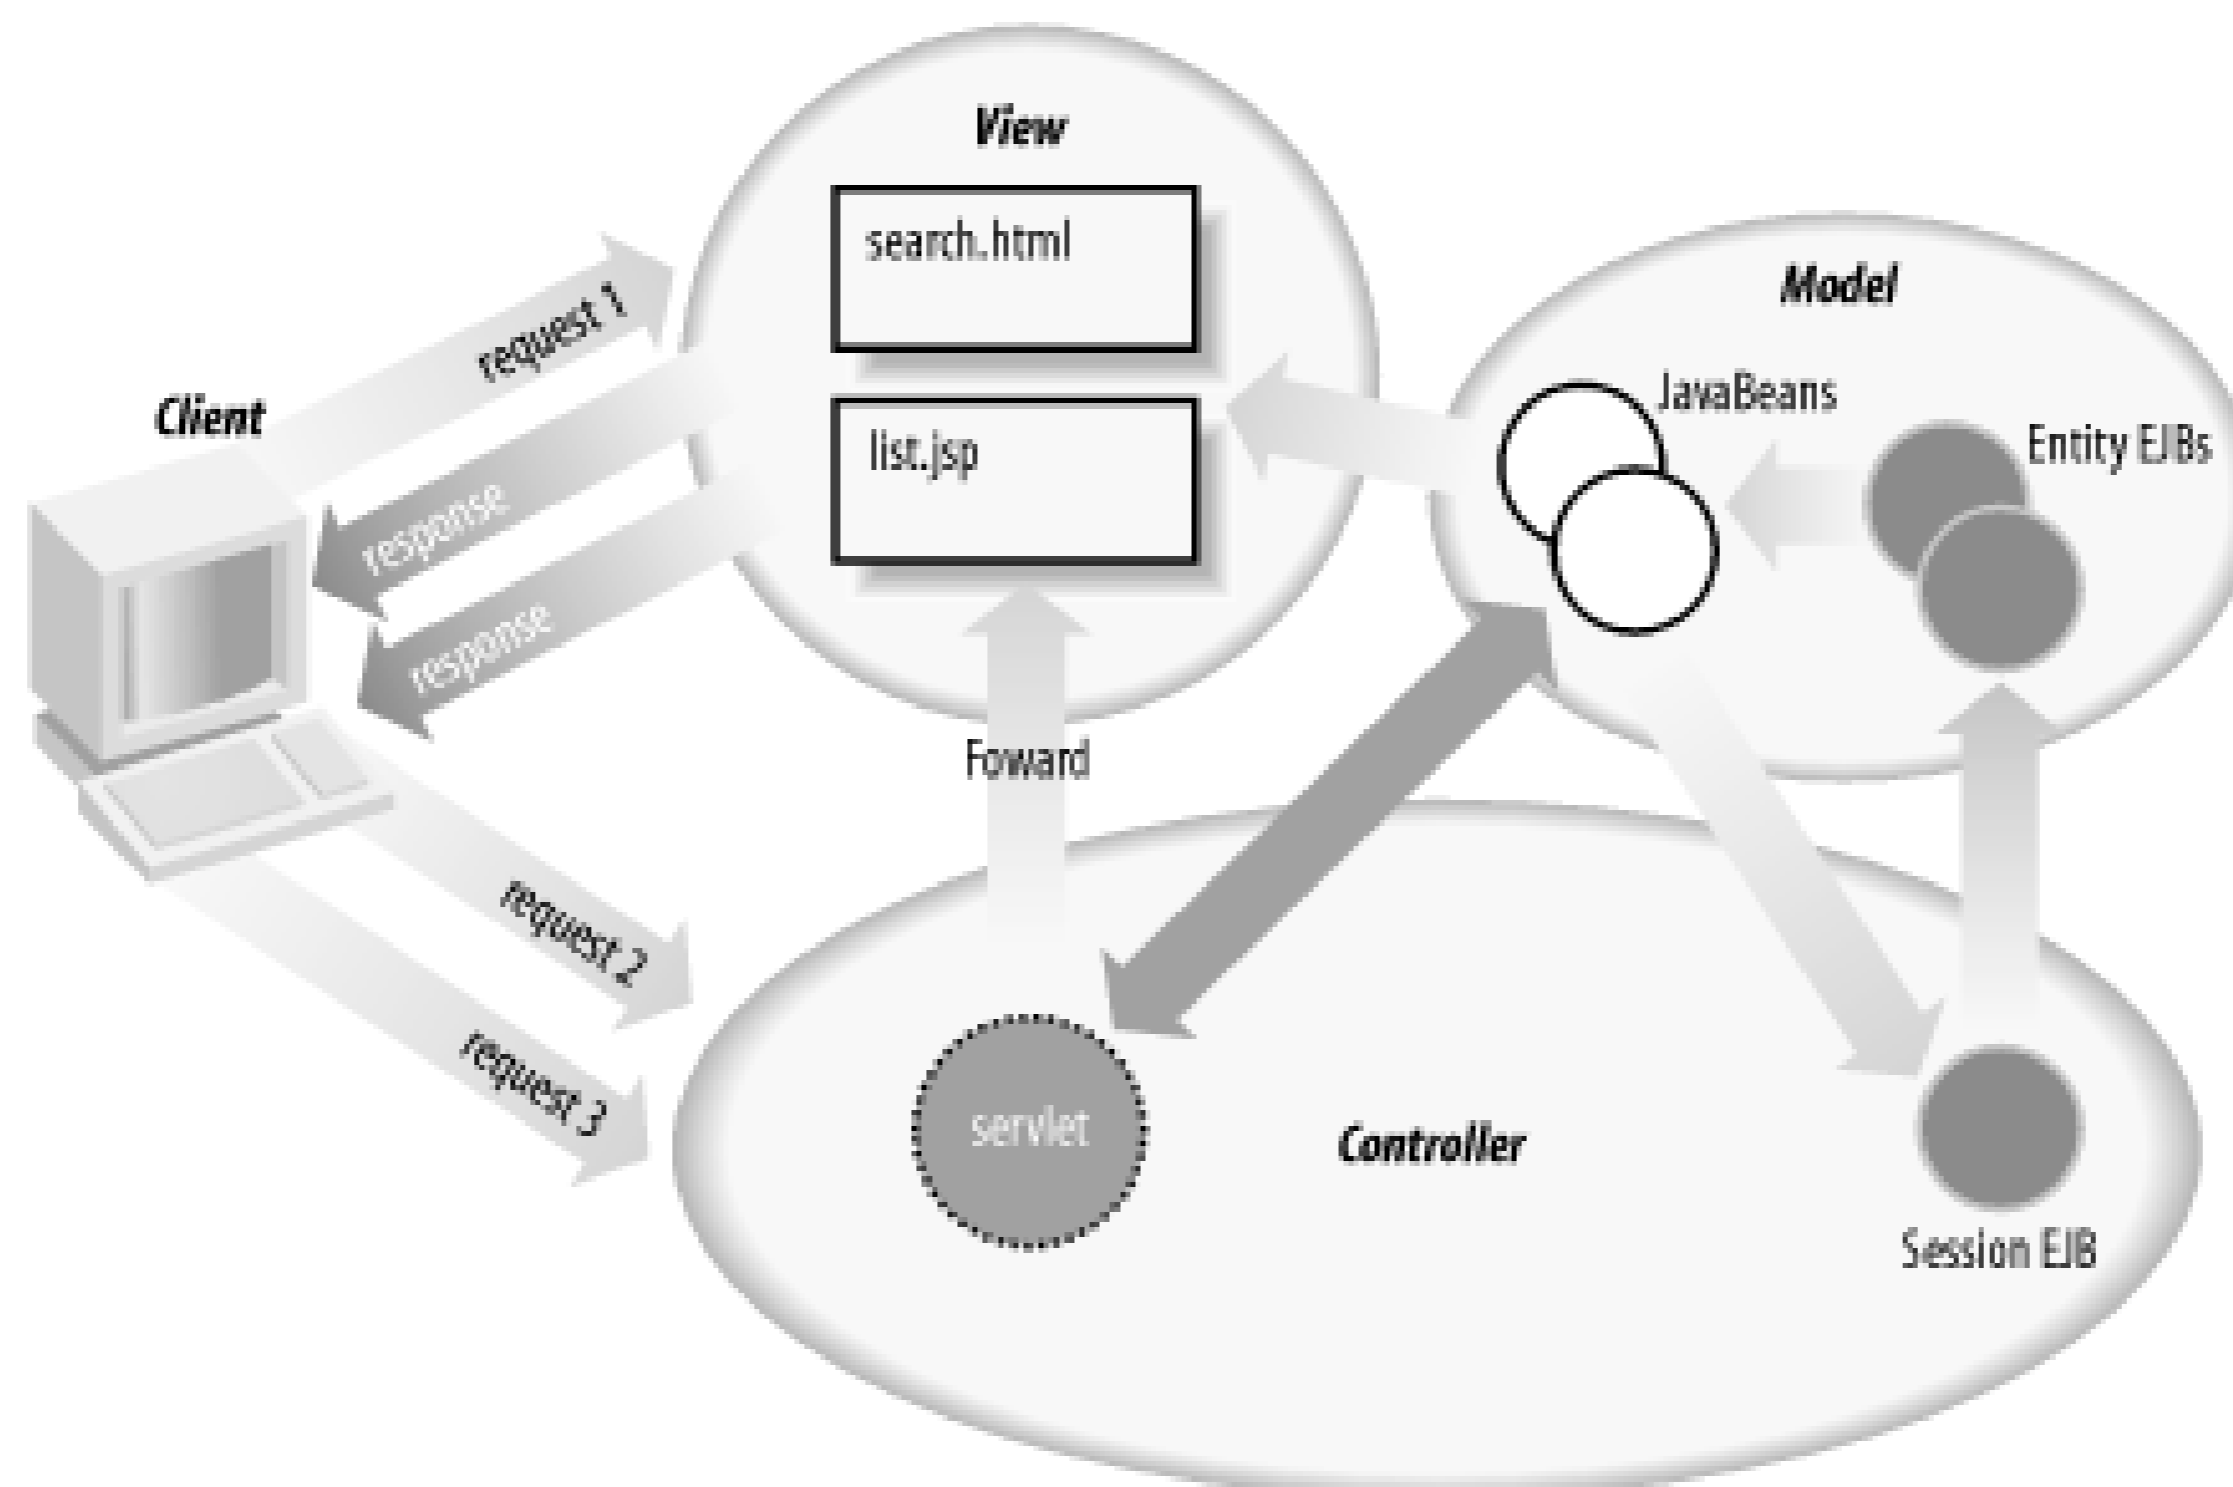 View
search.html
Model
request 1
JavaBeans
Client
Entity EJBs
list.jsp
response
response
Foward
request 2
request 3
servlet
Controller
Session EJB